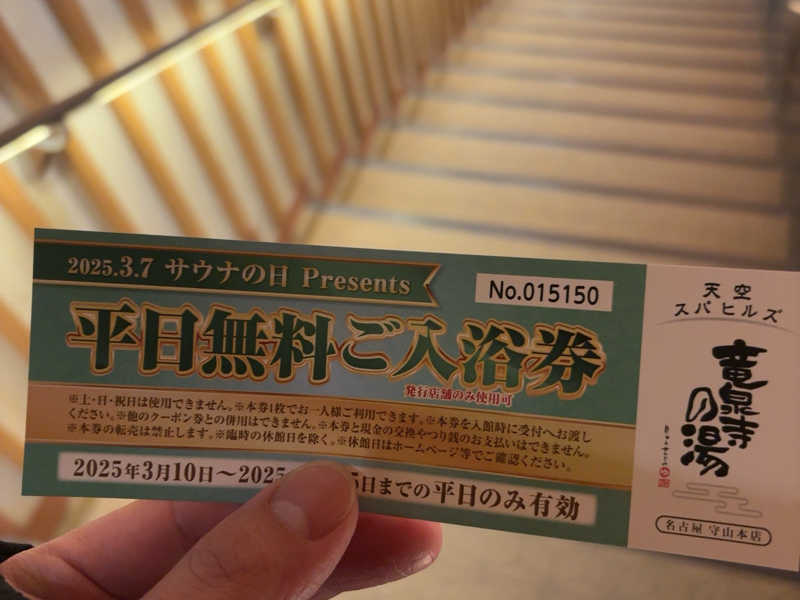 2025.3.7 サウナの日 Presents
No.015150
平日無料ご入浴券
発行店舗のみ使用可
※土・日・祝日は使用できません。※本券1枚でお一人様ご利用できます。※本券を入館時に受付へお渡し
ください。※他のクーポン券との併用はできません。※本券と現金の交換やつり銭のお支払いはできません。
※本券の転売は禁止します。※臨時の休館日を除く。※休館日はホームページ等でご確認ください。
2025年3月10日〜2025 5日までの平日のみ有効
天空
スパヒルズ
竜泉寺の湯
名古屋 守山本店